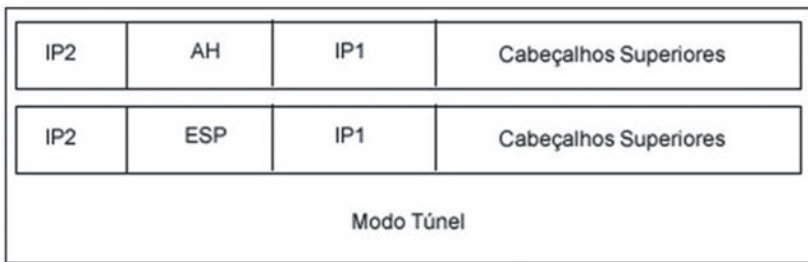 IP2 AH IP1 Cabeçalhos Superiores
IP2 ESP IP1 Cabeçalhos Superiores
Modo Túnel